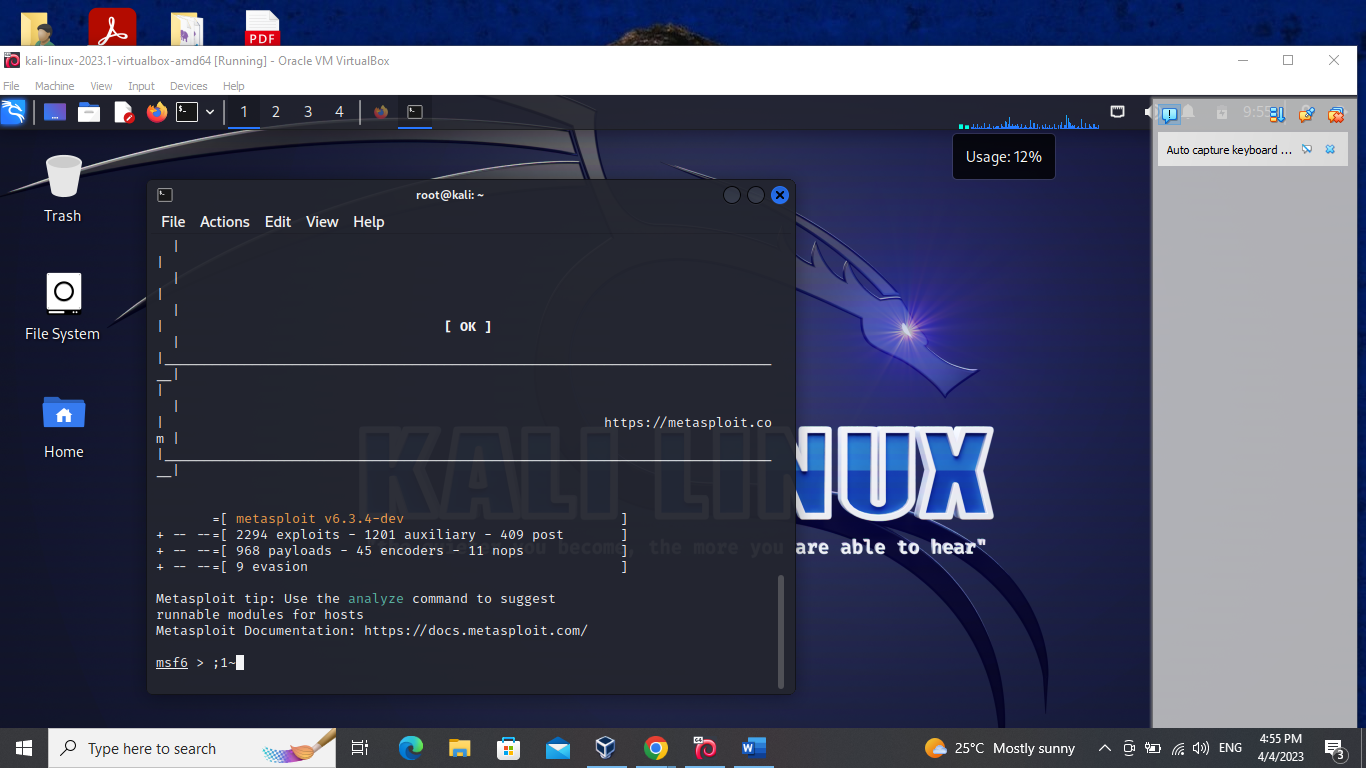 PDF
kali-linux-2023.1-virtualbox-amd64 [Running] - Oracle VM VirtualBox
File Machine View Input Devices Help
1 2 3 4
9:55
Auto capture keyboard ...
Usage: 12%
Trash
File System
Home
root@kali: ~
File Actions Edit View Help
[ OK ]
https://metasploit.co
m
KALI LINUX
=[ metasploit v6.3.4-dev ]
+ -- --=[ 2294 exploits - 1201 auxiliary - 409 post ]
+ -- --=[ 968 payloads - 45 encoders - 11 nops ]
you become, the more you are able to hear"
+ -- --=[ 9 evasion ]
Metasploit tip: Use the analyze command to suggest
runnable modules for hosts
Metasploit Documentation: https://docs.metasploit.com/
msf6 > ;1~
Type here to search
25°C Mostly sunny
ENG
4:55 PM
4/4/2023
3